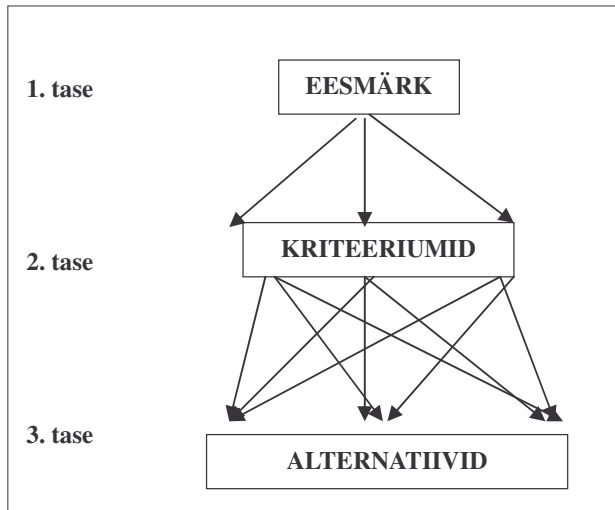 1. tase
EESMÄRK
KRITEERIUMID
2. tase
3. tase
ALTERNATIIVID